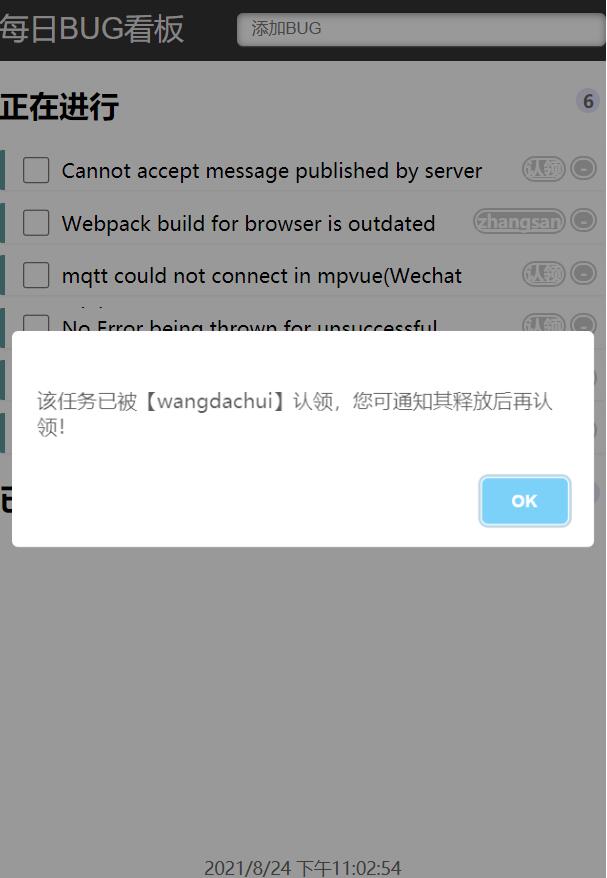 每日BUG看板
添加BUG
正在进行
6
Cannot accept message published by server
认领
-
Webpack build for browser is outdated
zhangsan
-
mqtt could not connect in mpvue(Wechat
认领
-
No Error being thrown for unsuccessful
认领
-
该任务已被【wangdachui】认领，您可通知其释放后再认
领！
OK
2021/8/24 下午11:02:54